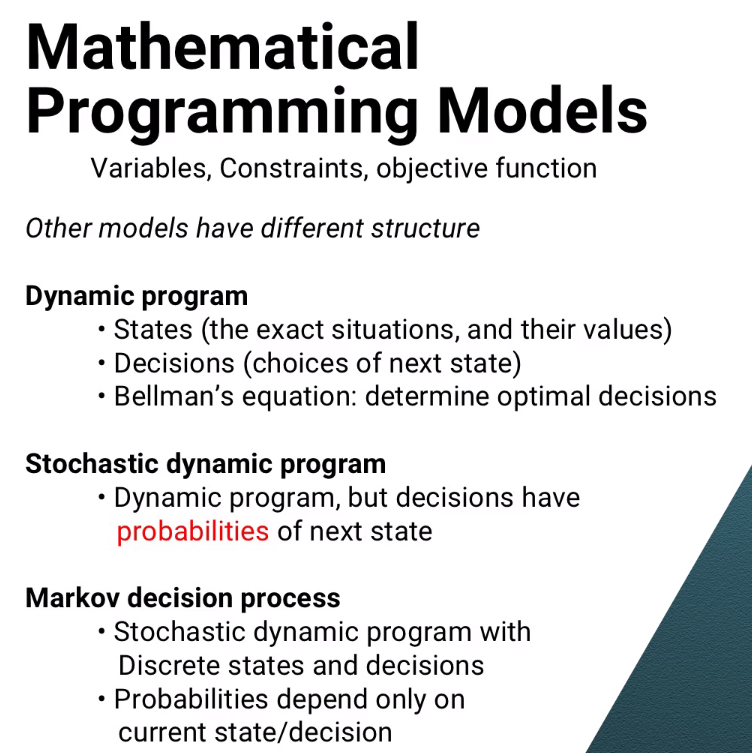 Mathematical
Programming Models
Variables, Constraints, objective function
Other models have different structure
Dynamic program
• States (the exact situations, and their values)
• Decisions (choices of next state)
• Bellman’s equation: determine optimal decisions
Stochastic dynamic program
• Dynamic program, but decisions have
probabilities of next state
Markov decision process
• Stochastic dynamic program with
Discrete states and decisions
• Probabilities depend only on
current state/decision